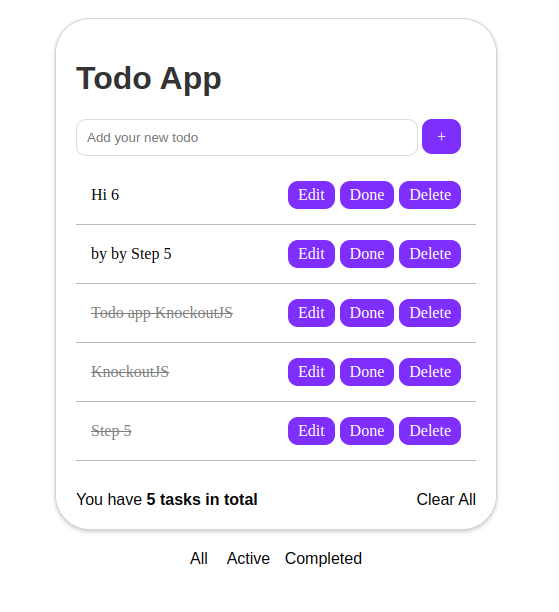 Todo App
Add your new todo +
Hi 6 Edit Done Delete
by by Step 5 Edit Done Delete
Todo app KnockoutJS Edit Done Delete
KnockoutJS Edit Done Delete
Step 5 Edit Done Delete
You have 5 tasks in total Clear All
All Active Completed